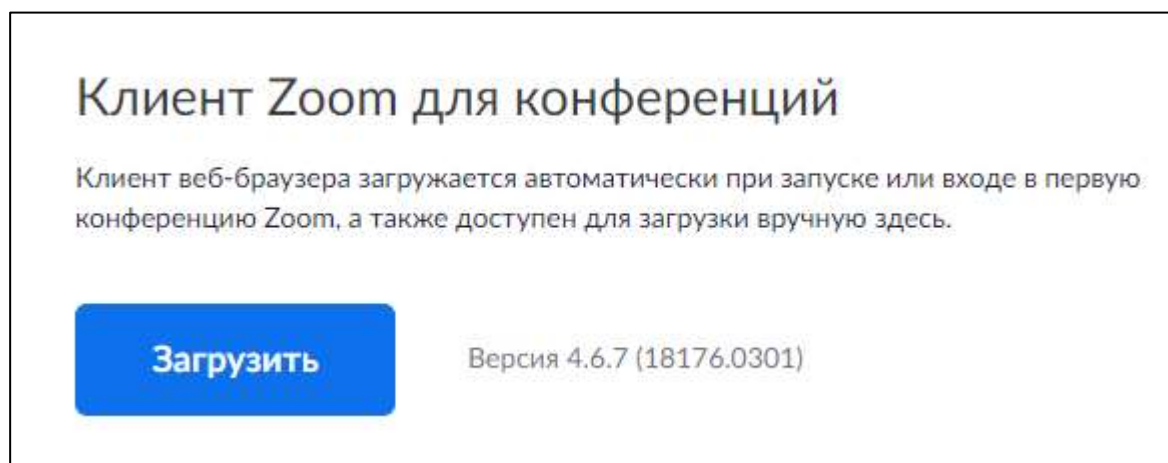 Клиент Zoom для конференций
Клиент веб-браузера загружается автоматически при запуске или входе в первую
конференцию Zoom, а также доступен для загрузки вручную здесь.
Загрузить
Версия 4.6.7 (18176.0301)